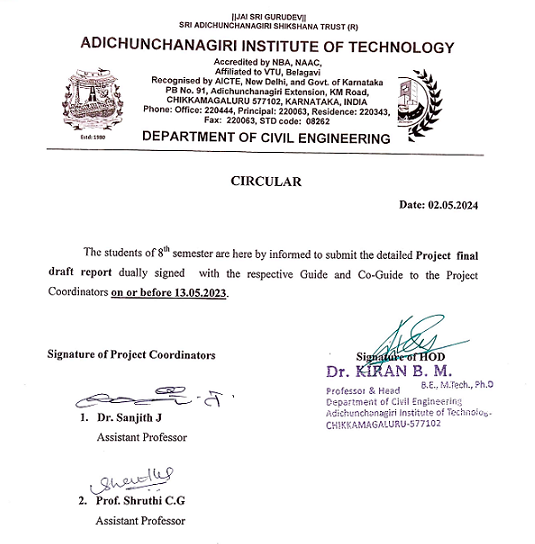 ||JAI SRI GURUDEV||
SRI ADICHUNCHANAGIRI SHIKSHANA TRUST (R)
ADICHUNCHANAGIRI INSTITUTE OF TECHNOLOGY
Accredited by NBA, NAAC,
Affiliated to VTU, Belagavi
Recognised by AICTE, New Delhi, and Govt. of Karnataka
PB No. 91, Adichunchanagiri Extension, KM Road,
CHIKKAMAGALURU 577102, KARNATAKA, INDIA
Phone: Office: 220444, Principal: 220063, Residence: 220343,
Fax: 220063, STD code: 08262
Estd: 1980
DEPARTMENT OF CIVIL ENGINEERING
CIRCULAR
Date: 02.05.2024
The students of 8th semester are here by informed to submit the detailed Project final
draft report dually signed with the respective Guide and Co-Guide to the Project
Coordinators on or before 13.05.2023.
Signature of Project Coordinators
Signature of HOD
Dr. KIRAN B. M.
B.E., M.Tech., Ph.D
Professor & Head
Department of Civil Engineering
Adichunchanagiri Institute of Technolog.
CHIKKAMAGALURU-577102
1. Dr. Sanjith J
Assistant Professor
2. Prof. Shruthi C.G
Assistant Professor